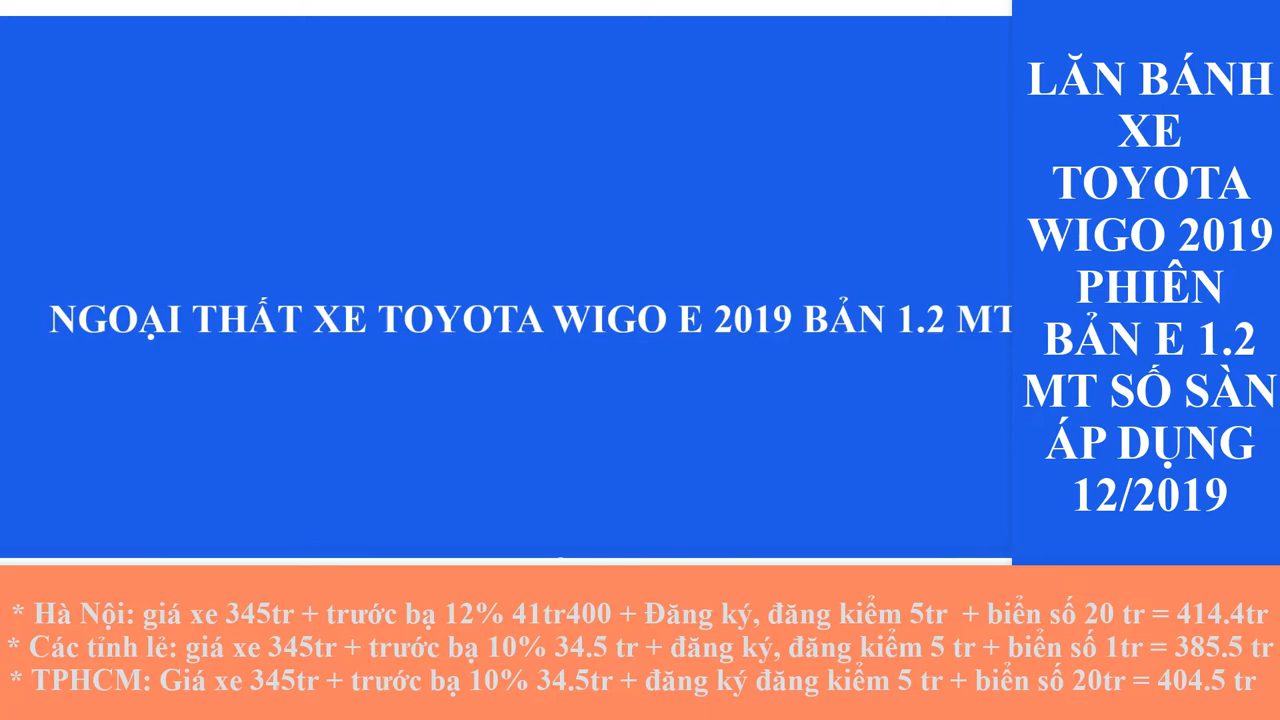 NGOẠI THẤT XE TOYOTA WIGO E 2019 BẢN 1.2 MT
LĂN BÁNH
XE
TOYOTA
WIGO 2019
PHIÊN
BẢN E 1.2
MT SỐ SÀN
ÁP DỤNG
12/2019
* Hà Nội: giá xe 345tr + trước bạ 12% 41tr400 + Đăng ký, đăng kiểm 5tr + biển số 20 tr = 414.4tr
* Các tỉnh lẻ: giá xe 345tr + trước bạ 10% 34.5 tr + đăng ký, đăng kiểm 5 tr + biển số 1tr = 385.5 tr
* TPHCM: Giá xe 345tr + trước bạ 10% 34.5tr + đăng ký đăng kiểm 5 tr + biển số 20tr = 404.5 tr